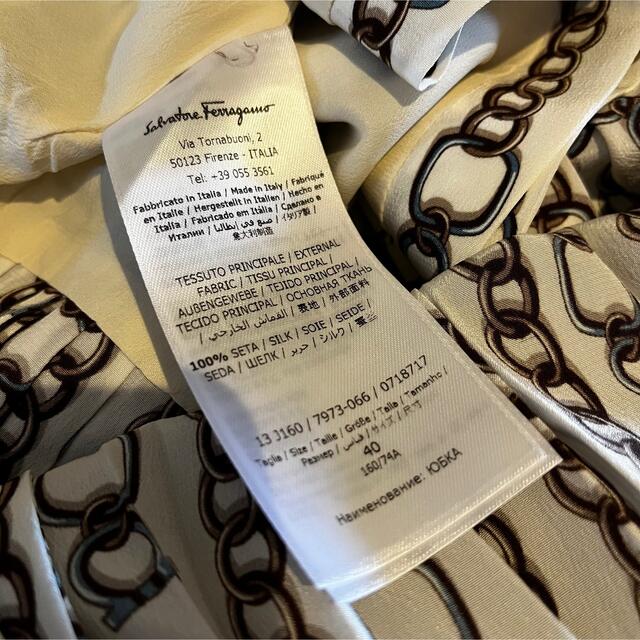 Salvatore Ferragamo
Via Tornabuoni, 2
50123 Firenze - ITALIA
Tel: +39 055 3561
Fabbricato in Italia / Made in Italy / Fabriqué
en Italie / Hergestellt in Italien / Hecho en
Italia / Fabricado em Itália / Сделано в
Италии / صنع في إيطاليا / イタリア製 /
意大利制造
TESSUTO PRINCIPALE / EXTERNAL
FABRIC / TISSU PRINCIPAL /
AUBENGEWEBE / TEJIDO PRINCIPAL /
TECIDO PRINCIPAL / ОСНОВНАЯ ТКАНЬ
/ القماش الخارجي / 表地 / 外部面料
100% SETA / SILK / SOIE / SEIDE /
SEDA / ШЕЛК / حرير / シルク / 蚕丝
13 J160 / 7973-066 / 0718717
Taglia / Size / Taille / Größe / Talla / Tamanho /
Размер / قياس / サイズ / 尺寸
40
160/74A
Наименование: ЮБКА